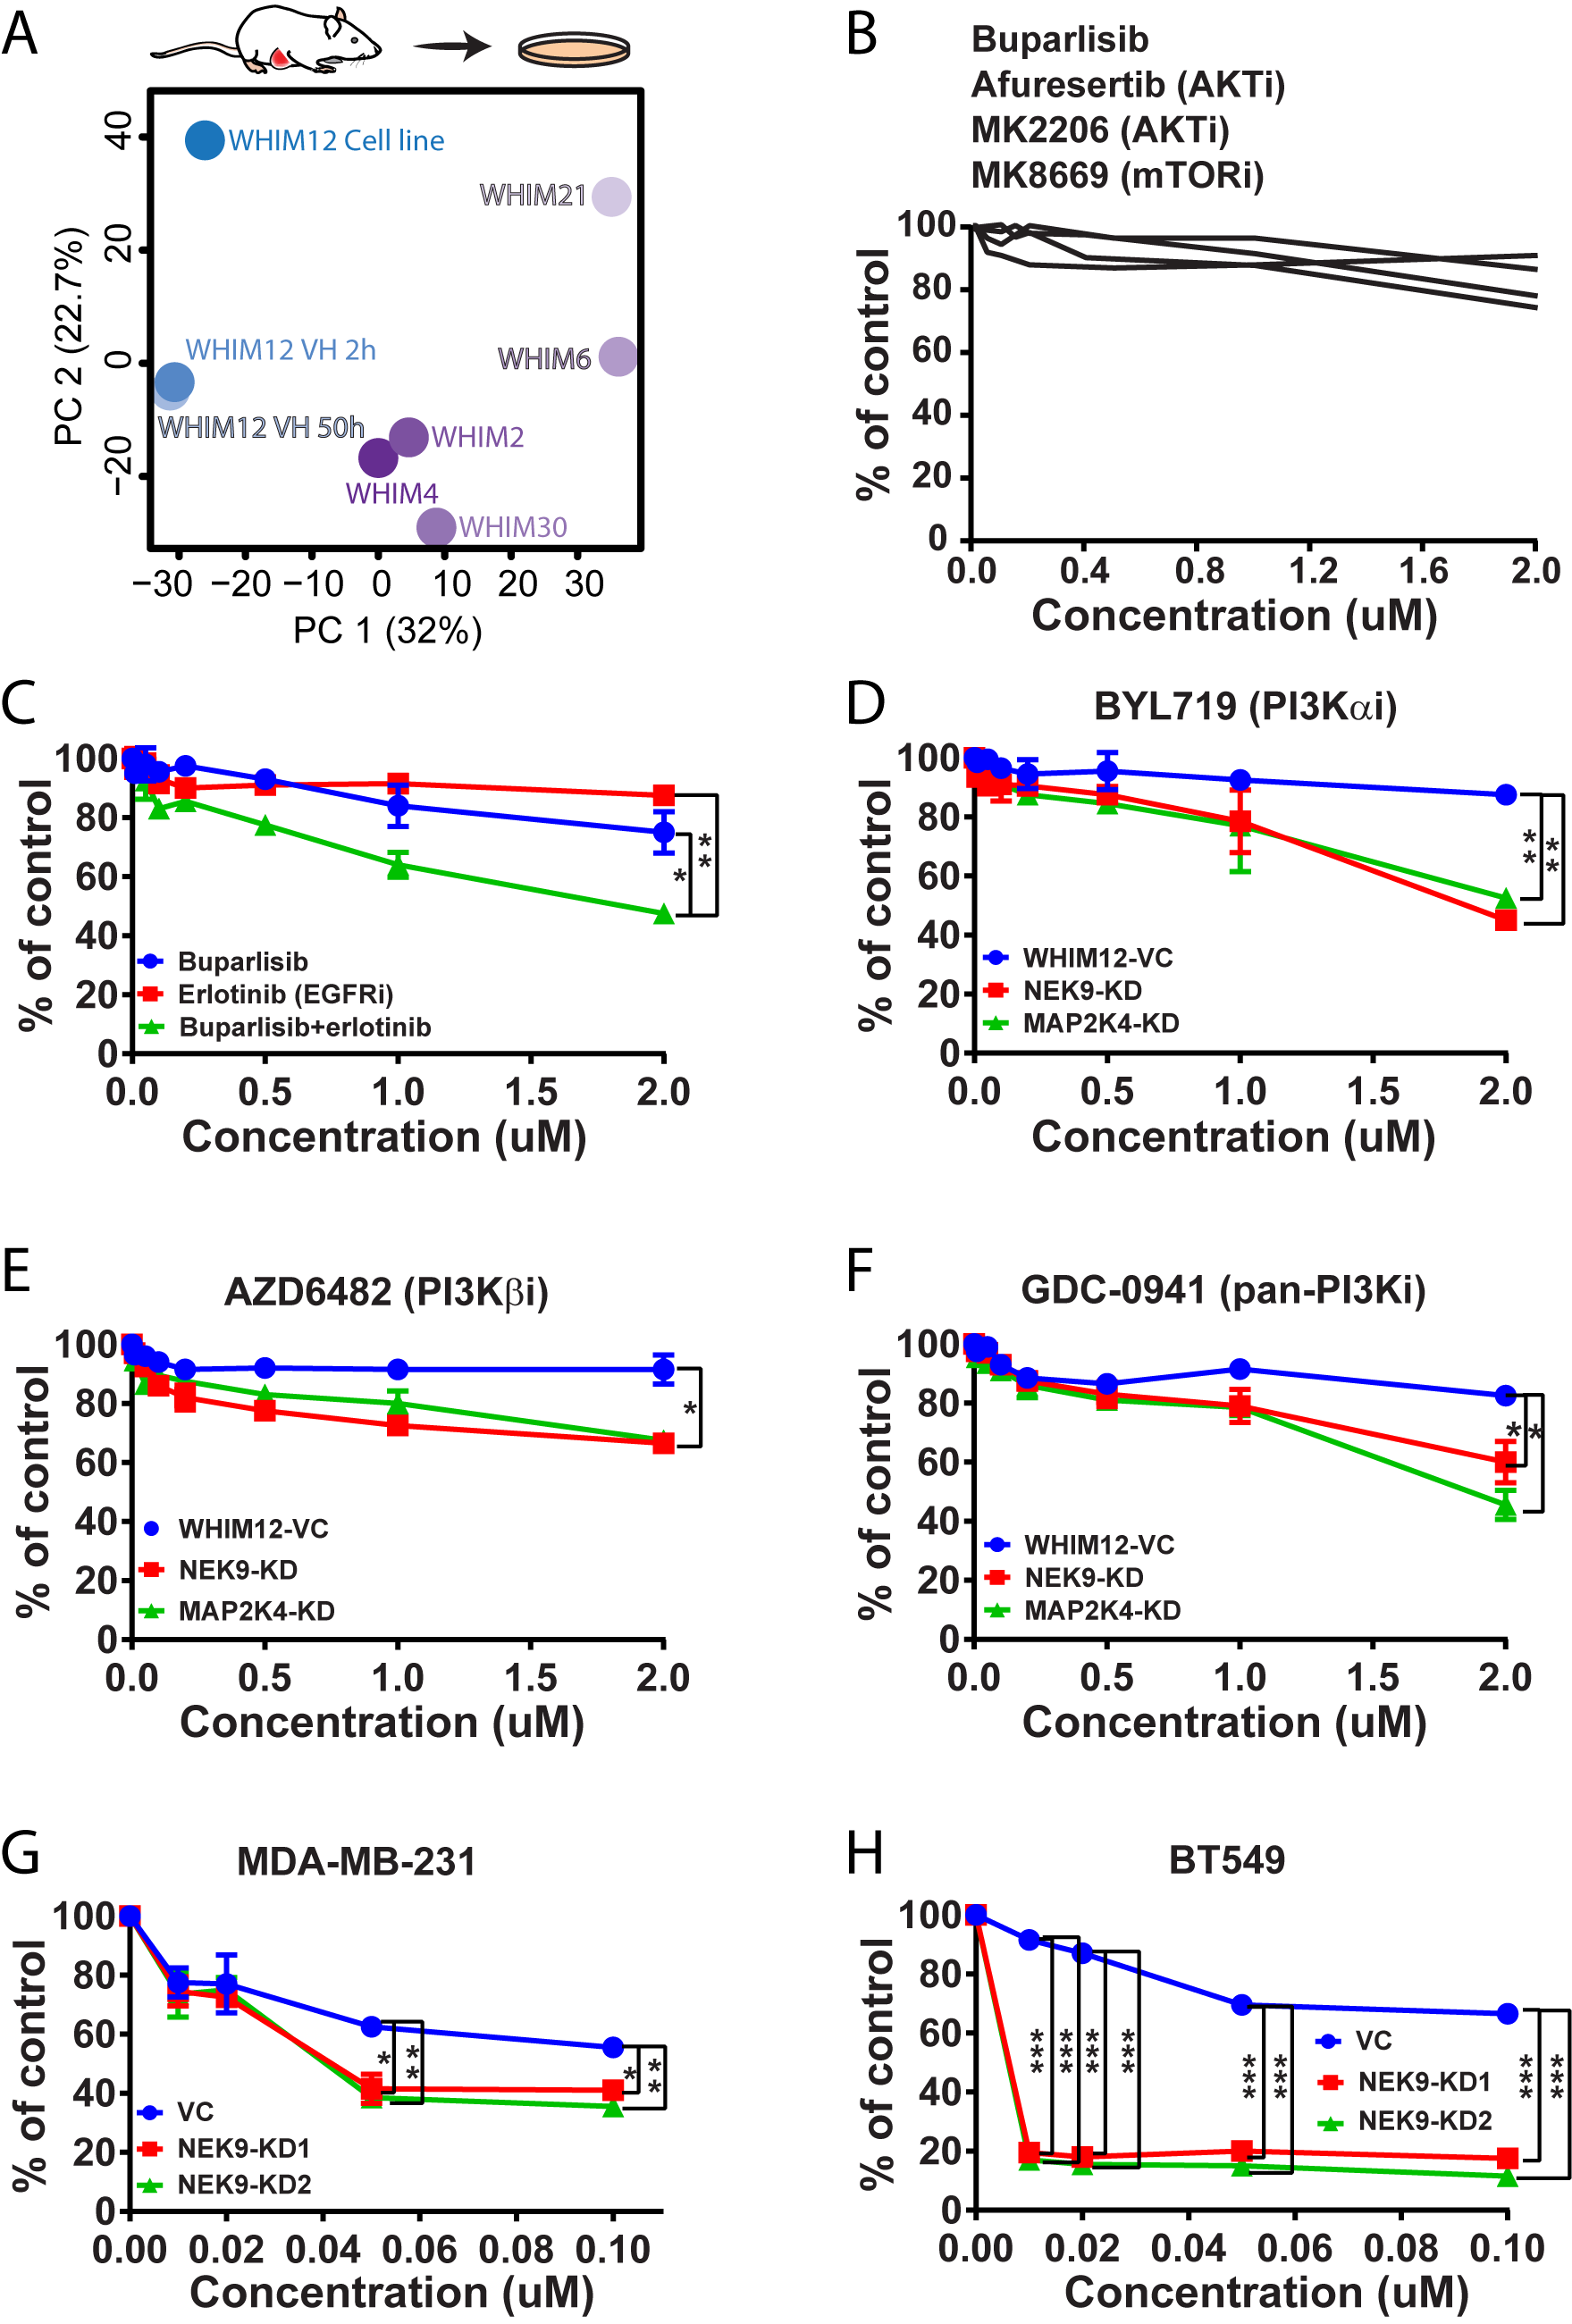 A
40
20
0
−20
PC 2 (22.7%)
WHIM12 Cell line
WHIM21
WHIM12 VH 2h
WHIM6
WHIM12 VH 50h
WHIM2
WHIM4
WHIM30
−30 −20 −10 0 10 20 30
PC 1 (32%)
B
Buparlisib
Afuresertib (AKTi)
MK2206 (AKTi)
MK8669 (mTORi)
100
80
60
40
20
0
% of control
0.0 0.4 0.8 1.2 1.6 2.0
Concentration (uM)
C
100
80
60
40
20
0
% of control
**
*
Buparlisib
Erlotinib (EGFRi)
Buparlisib+erlotinib
0.0 0.5 1.0 1.5 2.0
Concentration (uM)
D
BYL719 (PI3Kαi)
100
80
60
40
20
0
% of control
** **
WHIM12-VC
NEK9-KD
MAP2K4-KD
0.0 0.5 1.0 1.5 2.0
Concentration (uM)
E
AZD6482 (PI3Kβi)
100
80
60
40
20
0
% of control
*
WHIM12-VC
NEK9-KD
MAP2K4-KD
0.0 0.5 1.0 1.5 2.0
Concentration (uM)
F
GDC-0941 (pan-PI3Ki)
100
80
60
40
20
0
% of control
* *
WHIM12-VC
NEK9-KD
MAP2K4-KD
0.0 0.5 1.0 1.5 2.0
Concentration (uM)
G
MDA-MB-231
100
80
60
40
20
0
% of control
* ** * **
VC
NEK9-KD1
NEK9-KD2
0.00 0.02 0.04 0.06 0.08 0.10
Concentration (uM)
H
BT549
100
80
60
40
20
0
% of control
*** *** *** *** *** *** *** ***
VC
NEK9-KD1
NEK9-KD2
0.00 0.02 0.04 0.06 0.08 0.10
Concentration (uM)